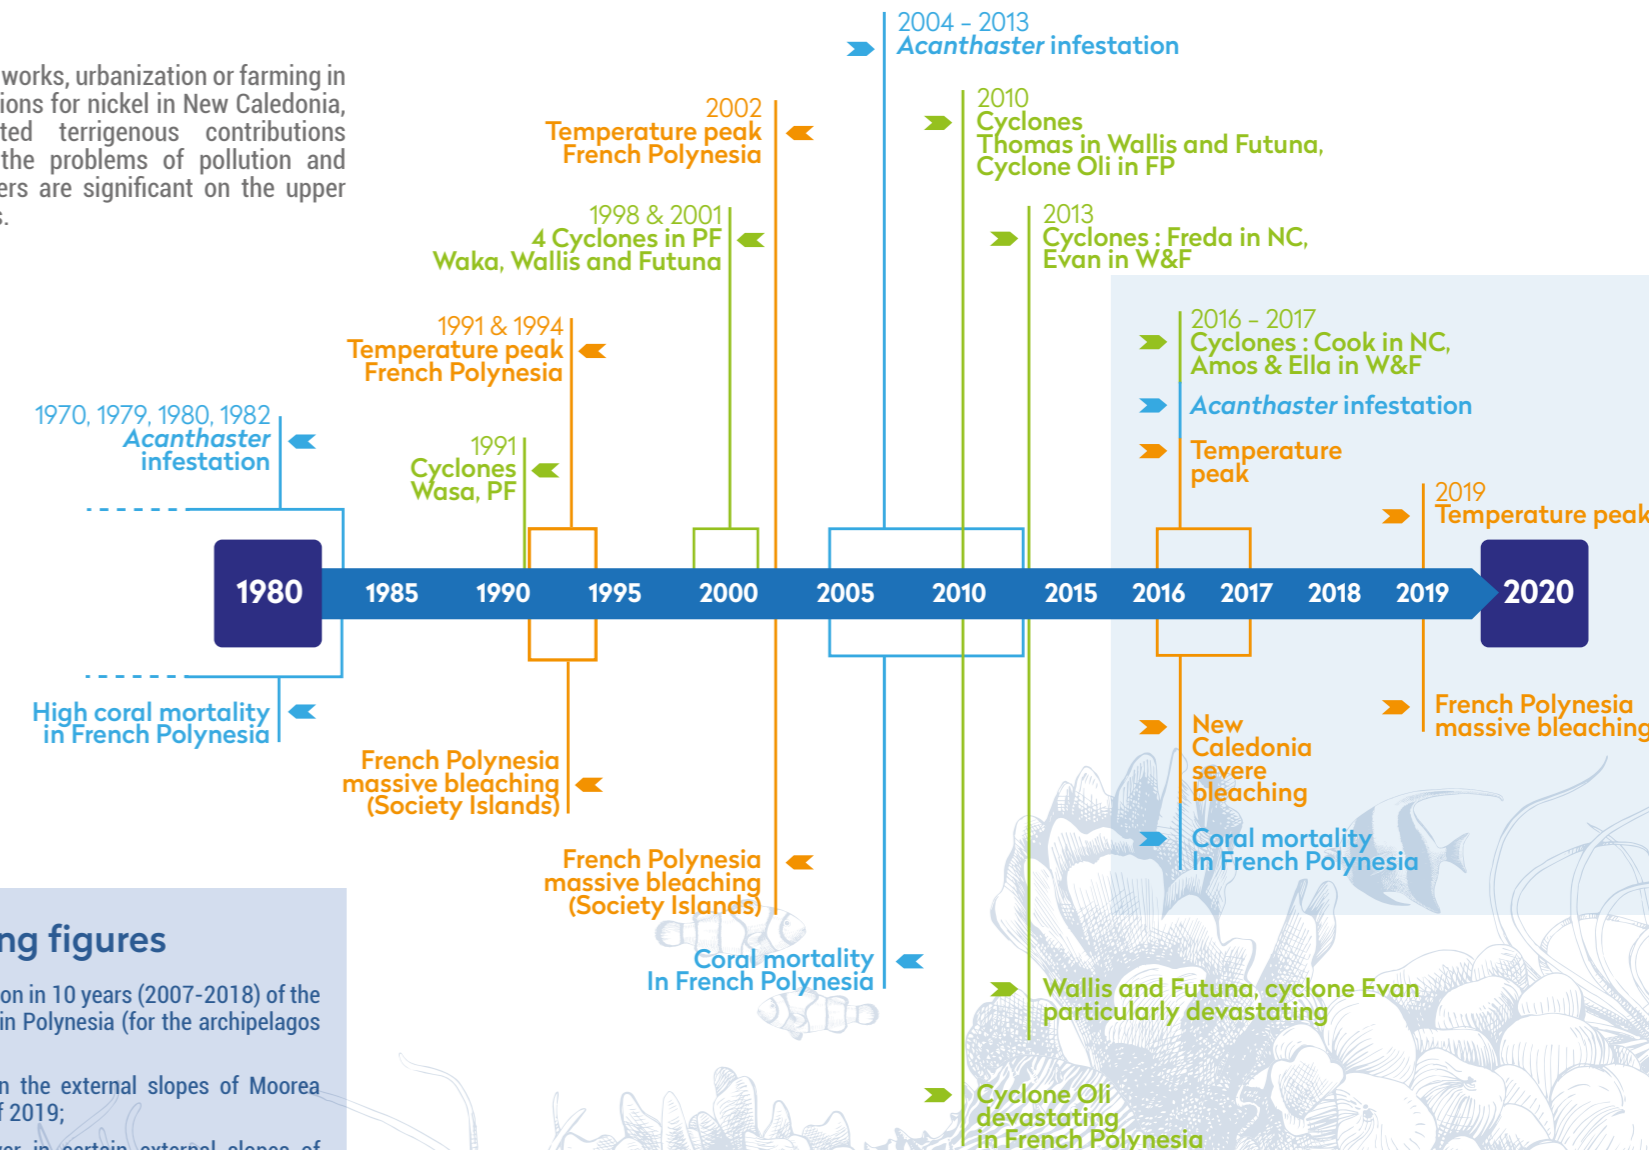 works, urbanization or farming in
for nickel in New Caledonia,
terrigenous contributions
the problems of pollution and
are significant on the upper
2004 - 2013
Acanthaster infestation
2002
Temperature peak
French Polynesia
2010
Cyclones
Thomas in Wallis and Futuna,
Cyclone Oli in FP
1998 & 2001
4 Cyclones in PF
Waka, Wallis and Futuna
2013
Cyclones : Freda in NC,
Evan in W&F
1991 & 1994
Temperature peak
French Polynesia
2016 - 2017
Cyclones : Cook in NC,
Amos & Ella in W&F
Acanthaster infestation
Temperature
peak
1970, 1979, 1980, 1982
Acanthaster
infestation
1991
Cyclones
Wasa, PF
2019
Temperature peak
1980 1985 1990 1995 2000 2005 2010 2015 2016 2017 2018 2019 2020
High coral mortality
in French Polynesia
French Polynesia
massive bleaching
(Society Islands)
French Polynesia
massive bleaching
(Society Islands)
Coral mortality
In French Polynesia
New
Caledonia
severe
bleaching
Coral mortality
In French Polynesia
French Polynesia
massive bleaching
Wallis and Futuna, cyclone Evan
particularly devastating
Cyclone Oli
devastating
in French Polynesia
figures
in 10 years (2007-2018) of the
in Polynesia (for the archipelagos
the external slopes of Moorea
2019;
in certain external slopes of